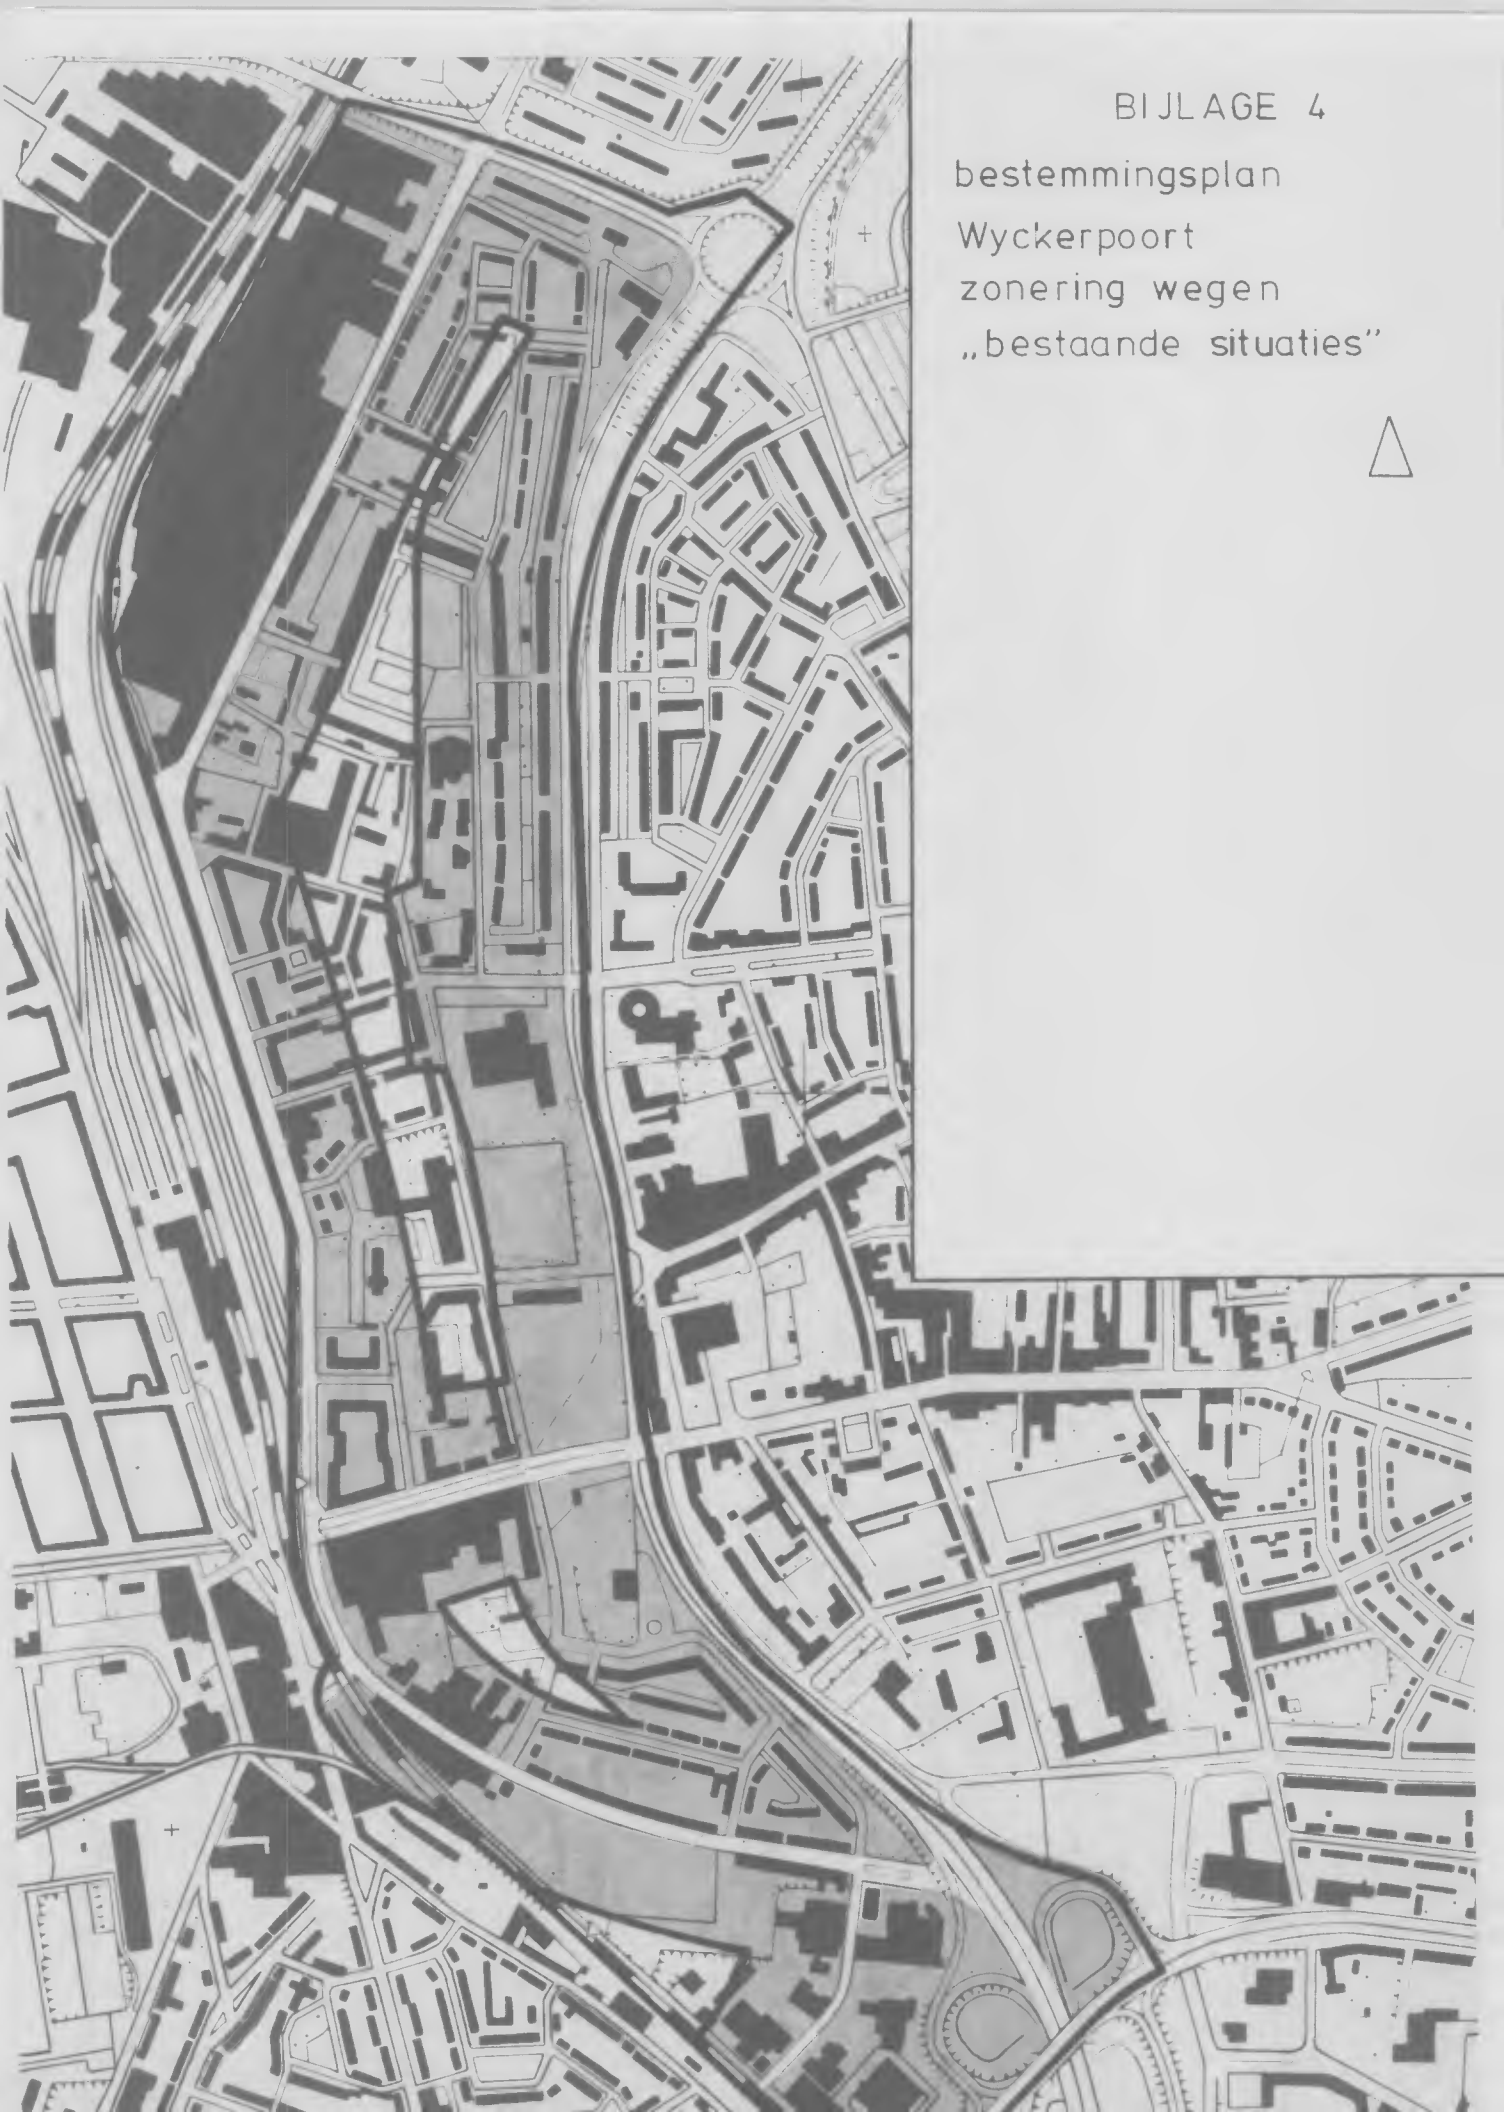 BIJLAGE 4
bestemmingsplan
Wyckerpoort
zonering wegen
„bestaande situaties”